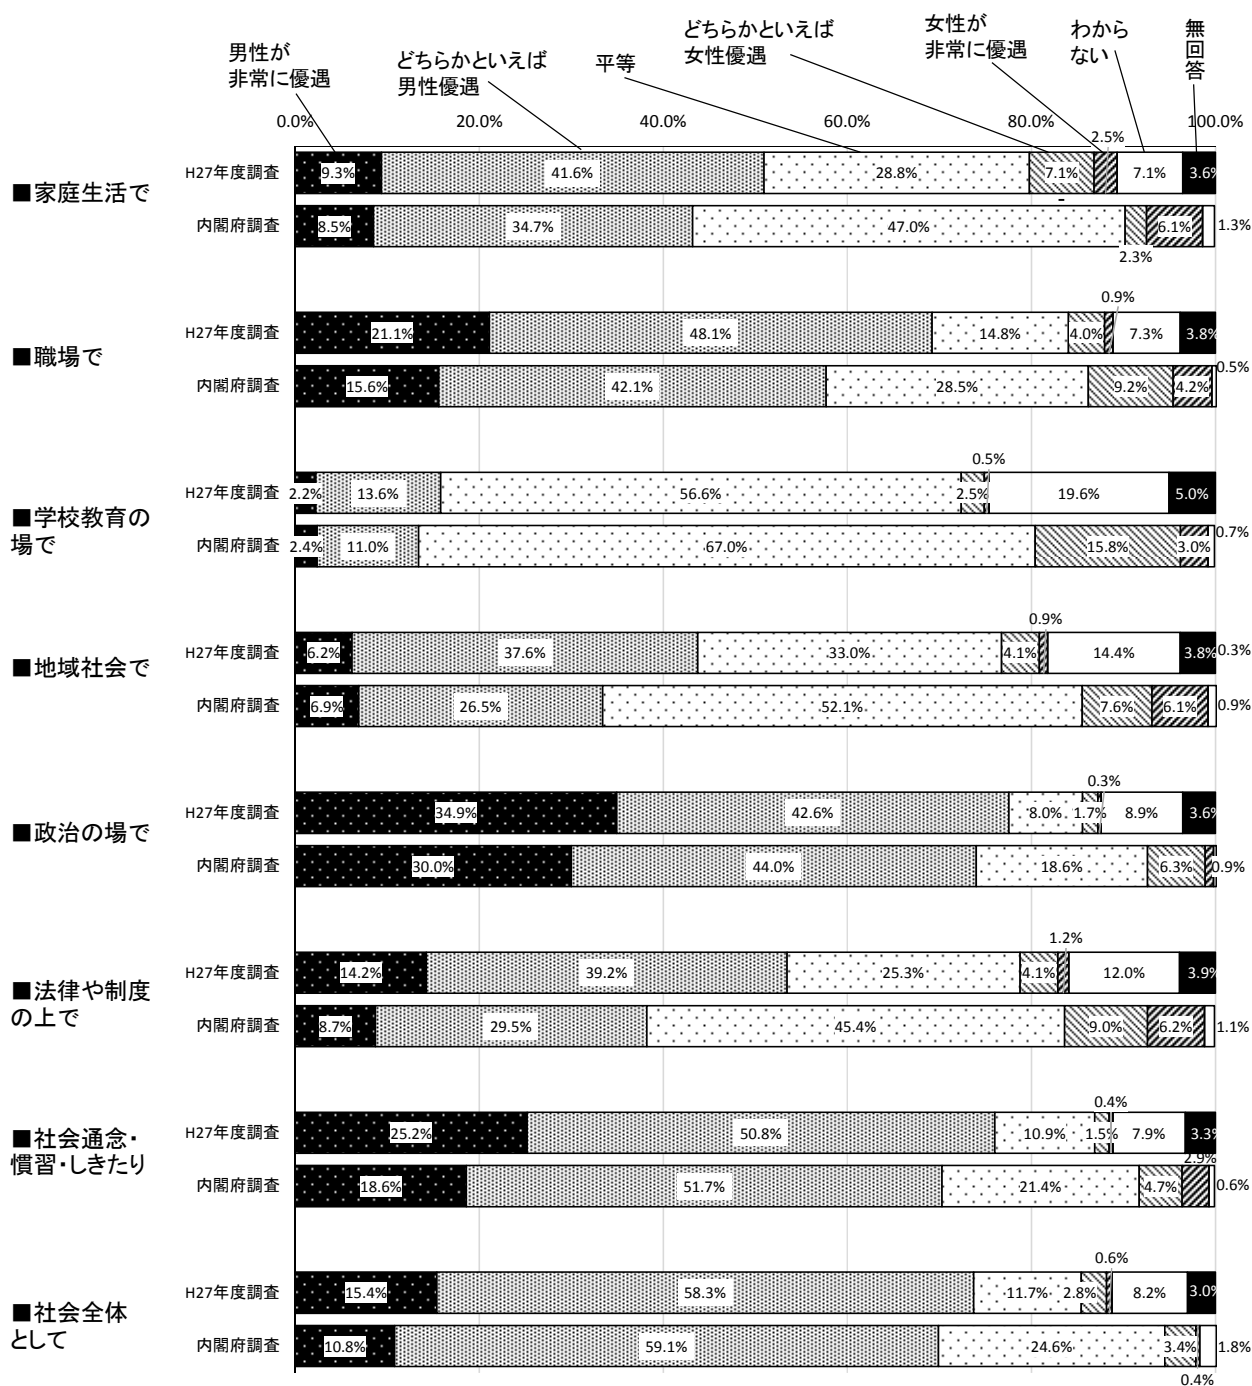 男性が
非常に優遇
どちらかといえば
男性優遇
平等
どちらかといえば
女性優遇
女性が
非常に優遇
わから
ない
無回答
0.0% 20.0% 40.0% 60.0% 80.0% 100.0%
2.5%
■家庭生活で
H27年度調査 9.3% 41.6% 28.8% 7.1% 7.1% 3.6%
-
内閣府調査 8.5% 34.7% 47.0% 6.1% 1.3%
2.3%
0.9%
■職場で
H27年度調査 21.1% 48.1% 14.8% 4.0% 7.3% 3.8%
0.5%
内閣府調査 15.6% 42.1% 28.5% 9.2% 4.2%
0.5%
■学校教育の
場で
H27年度調査 2.2% 13.6% 56.6% 2.5% 19.6% 5.0%
内閣府調査 2.4% 11.0% 67.0% 15.8% 3.0% 0.7%
0.9%
■地域社会で
H27年度調査 6.2% 37.6% 33.0% 4.1% 14.4% 3.8% 0.3%
内閣府調査 6.9% 26.5% 52.1% 7.6% 6.1% 0.9%
0.3%
■政治の場で
H27年度調査 34.9% 42.6% 8.0% 1.7% 8.9% 3.6%
内閣府調査 30.0% 44.0% 18.6% 6.3% 0.9%
1.2%
■法律や制度
の上で
H27年度調査 14.2% 39.2% 25.3% 4.1% 12.0% 3.9%
内閣府調査 8.7% 29.5% 45.4% 9.0% 6.2% 1.1%
0.4%
■社会通念・
慣習・しきたり
H27年度調査 25.2% 50.8% 10.9% 1.5% 7.9% 3.3%
2.9%
内閣府調査 18.6% 51.7% 21.4% 4.7% 0.6%
0.6%
■社会全体
として
H27年度調査 15.4% 58.3% 11.7% 2.8% 8.2% 3.0%
内閣府調査 10.8% 59.1% 24.6% 3.4% 1.8%
0.4%